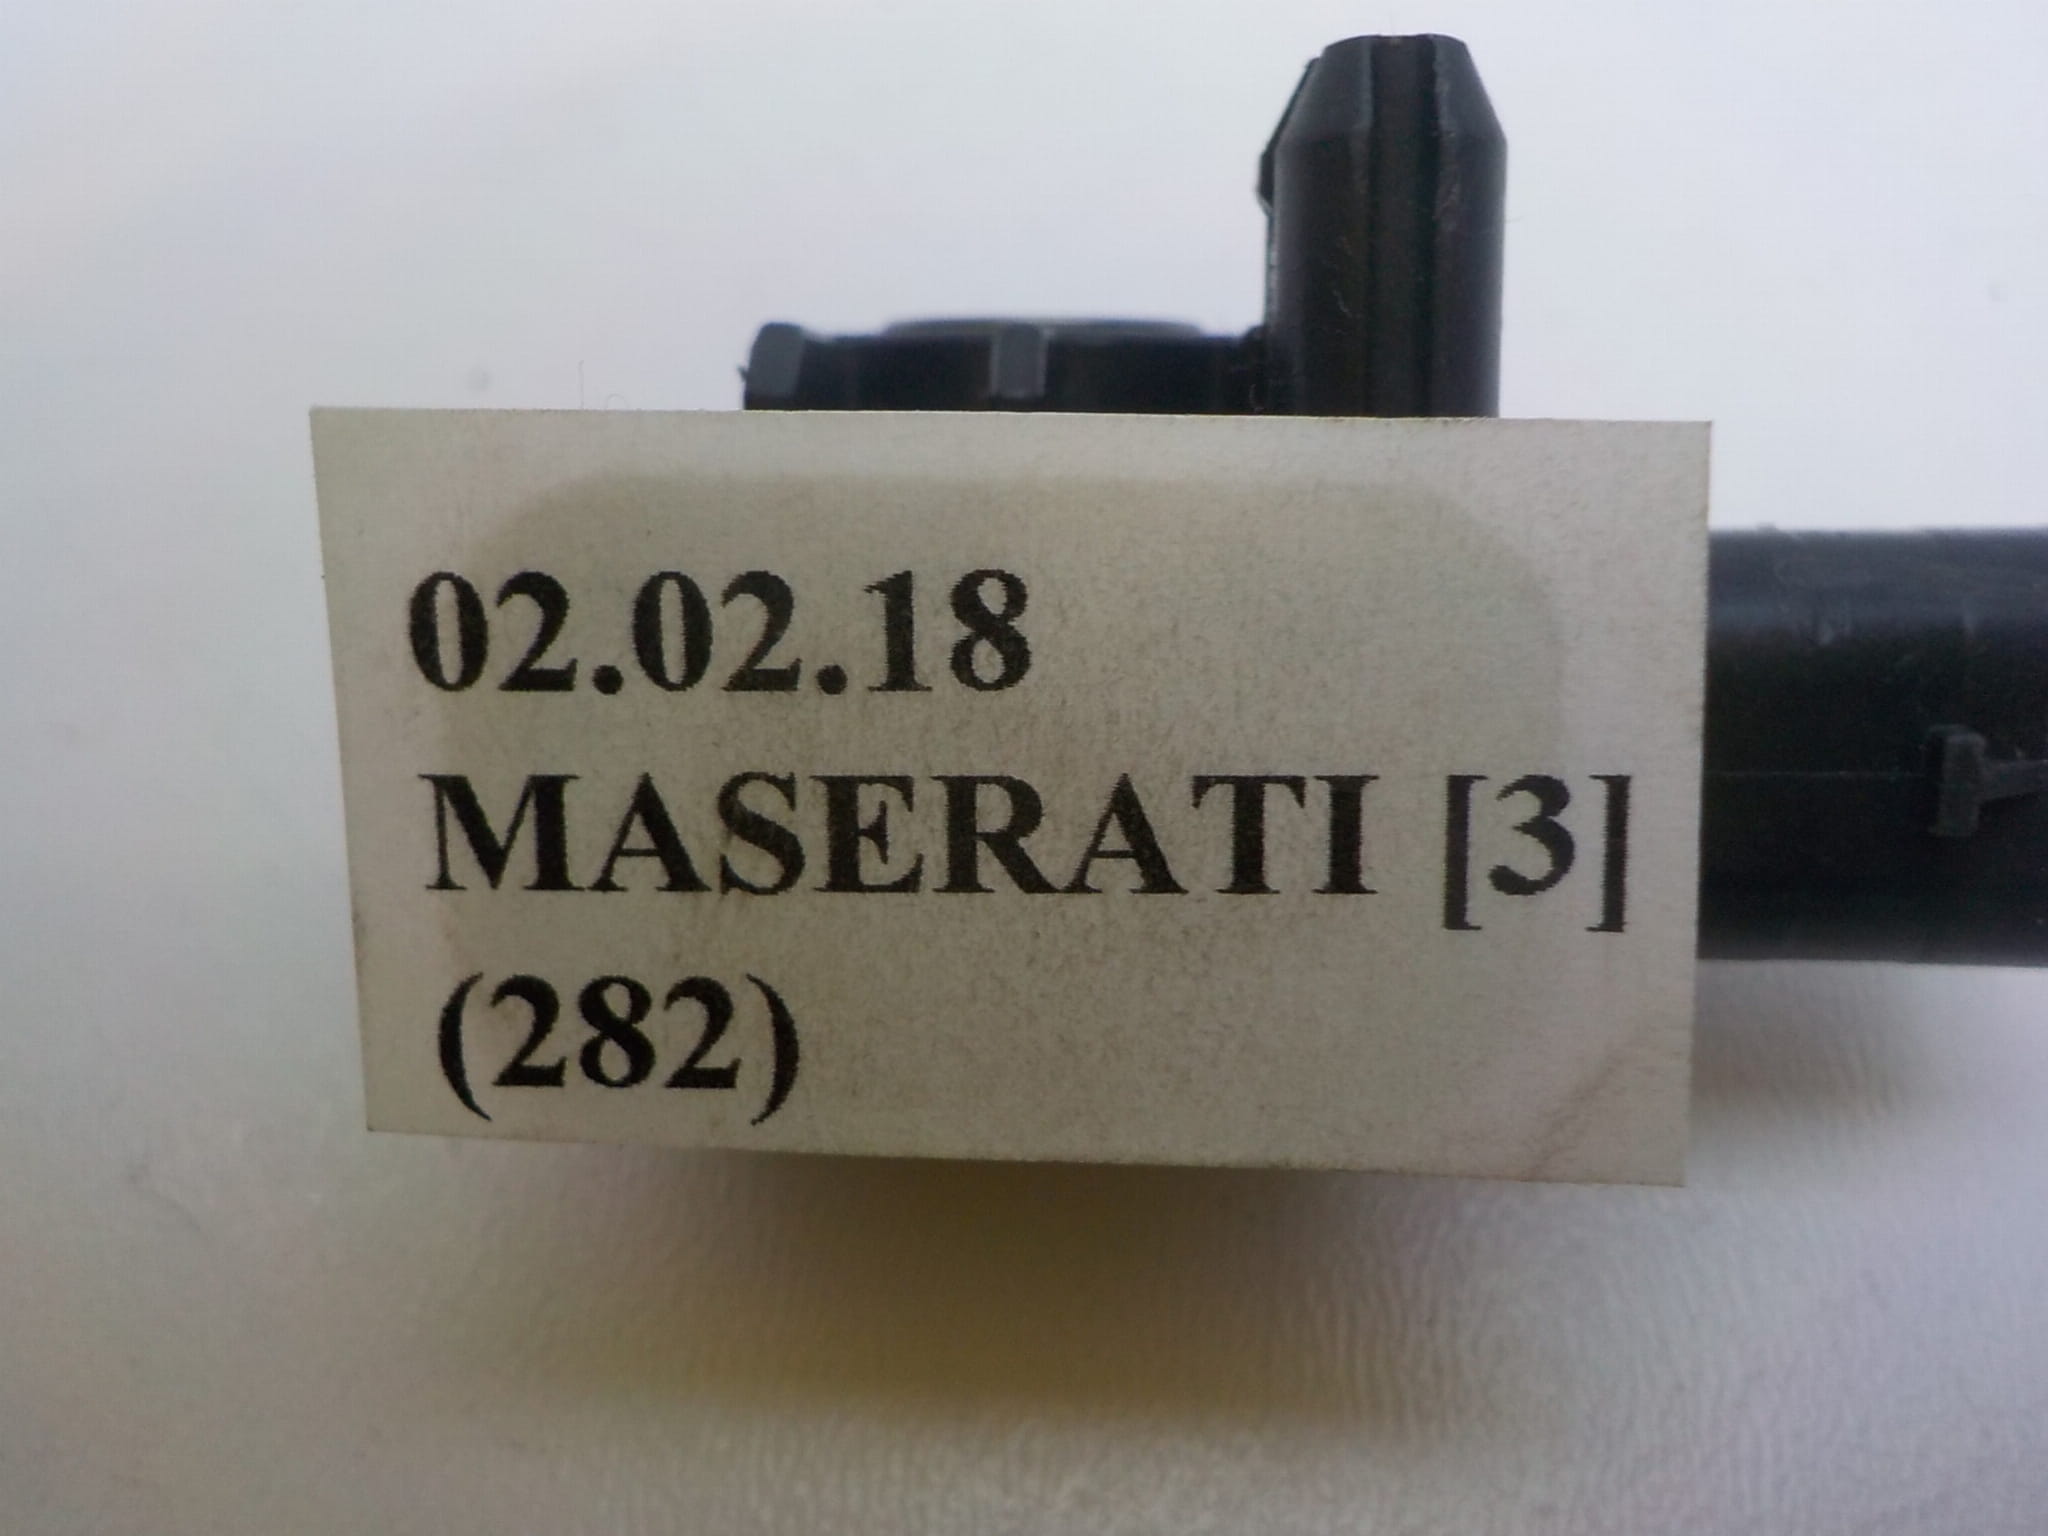 02.02.18
MASERATI [3]
(282)